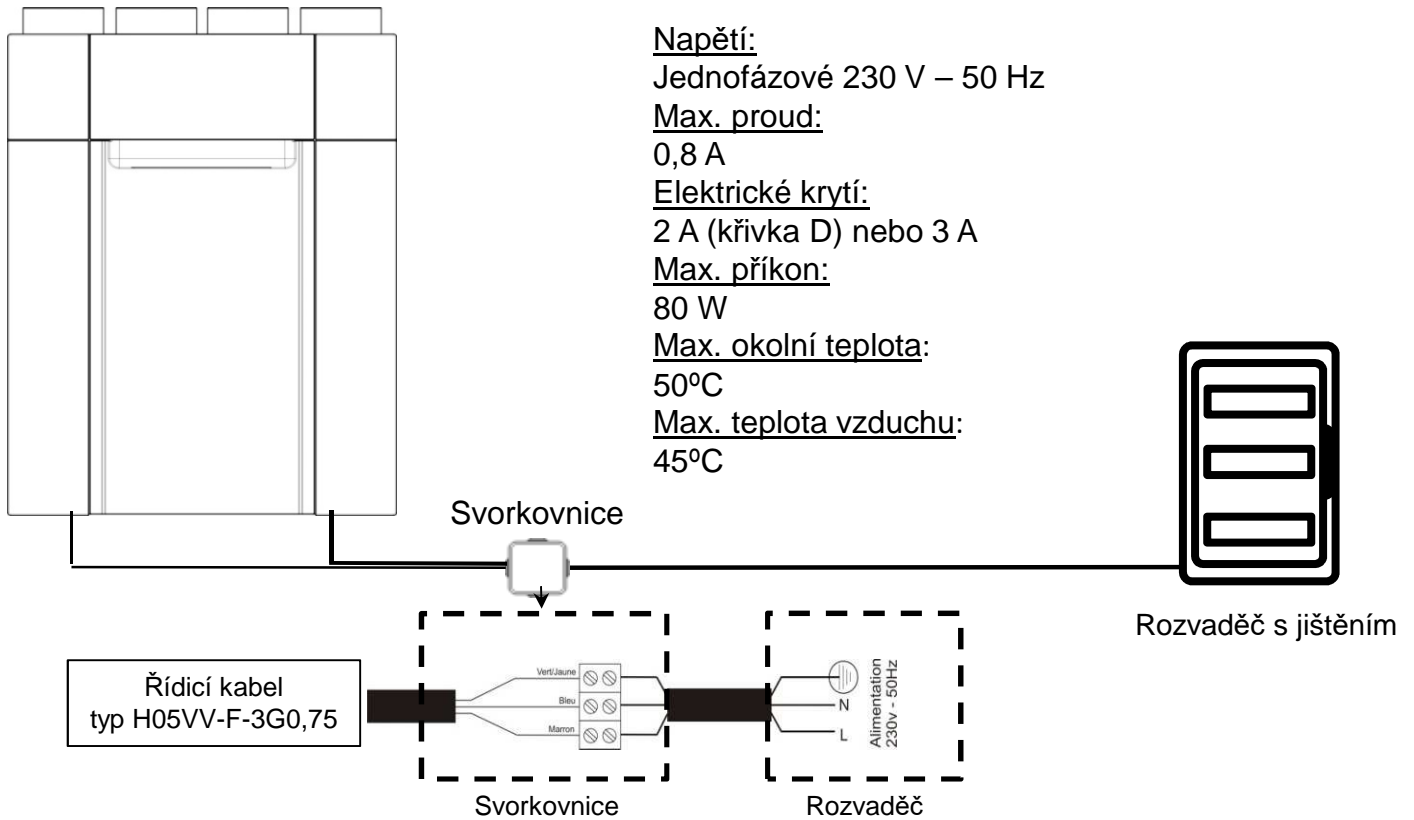 Napětí:
Jednofázové 230 V – 50 Hz
Max. proud:
0,8 A
Elektrické krytí:
2 A (křivka D) nebo 3 A
Max. příkon:
80 W
Max. okolní teplota:
50ºC
Max. teplota vzduchu:
45ºC
Svorkovnice
Rozvaděč s jištěním
Řídicí kabel
typ H05VV-F-3G0,75
Vert/Jaune
Bleu
Marron
N
L
Alimentation
230v - 50Hz
Svorkovnice
Rozvaděč